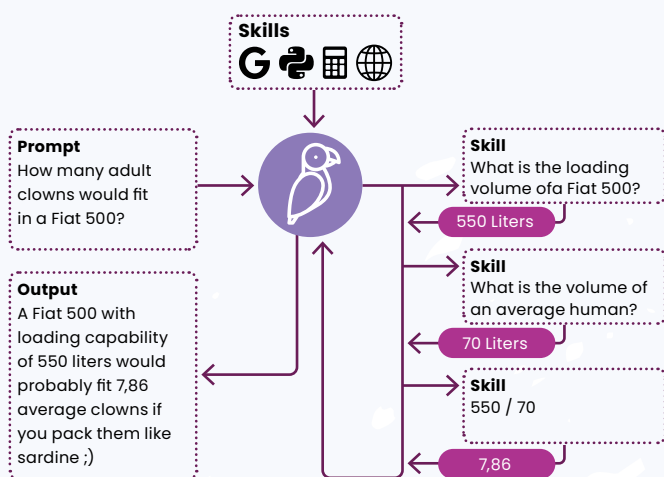 Skills
Prompt
How many adult
clowns would fit
in a Fiat 500?
Output
A Fiat 500 with
loading capability
of 550 liters would
probably fit 7,86
average clowns if
you pack them like
sardine ;)
Skill
What is the loading
volume ofa Fiat 500?
550 Liters
Skill
What is the volume of
an average human?
70 Liters
Skill
550 / 70
7,86